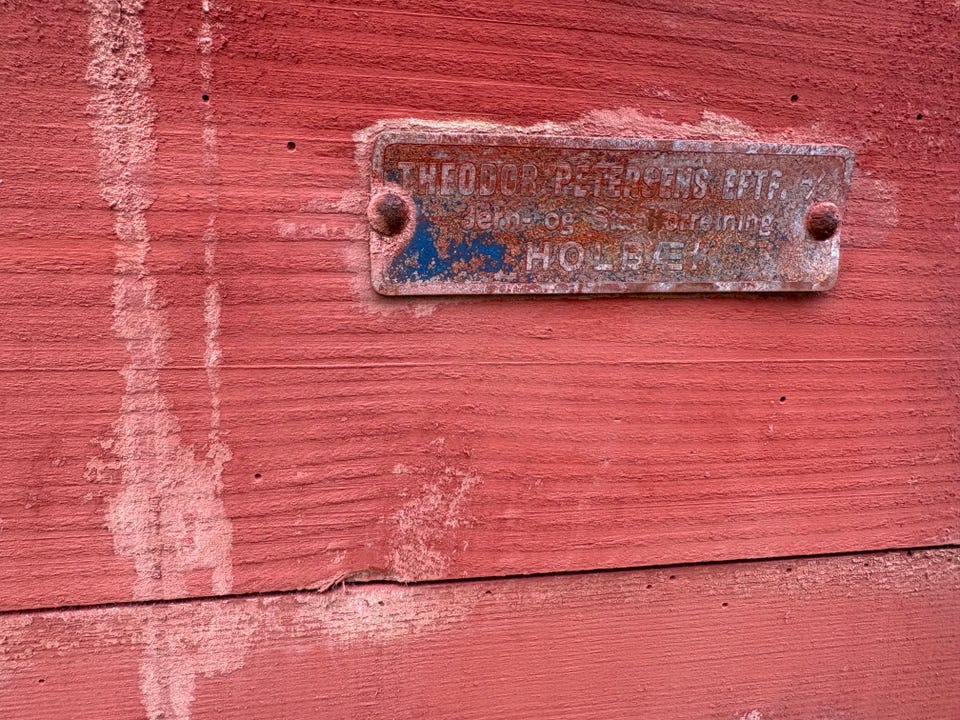 THEODOR PETERSENS EFTF. A/S
Jern- og Staalforretning
HOLBÆK